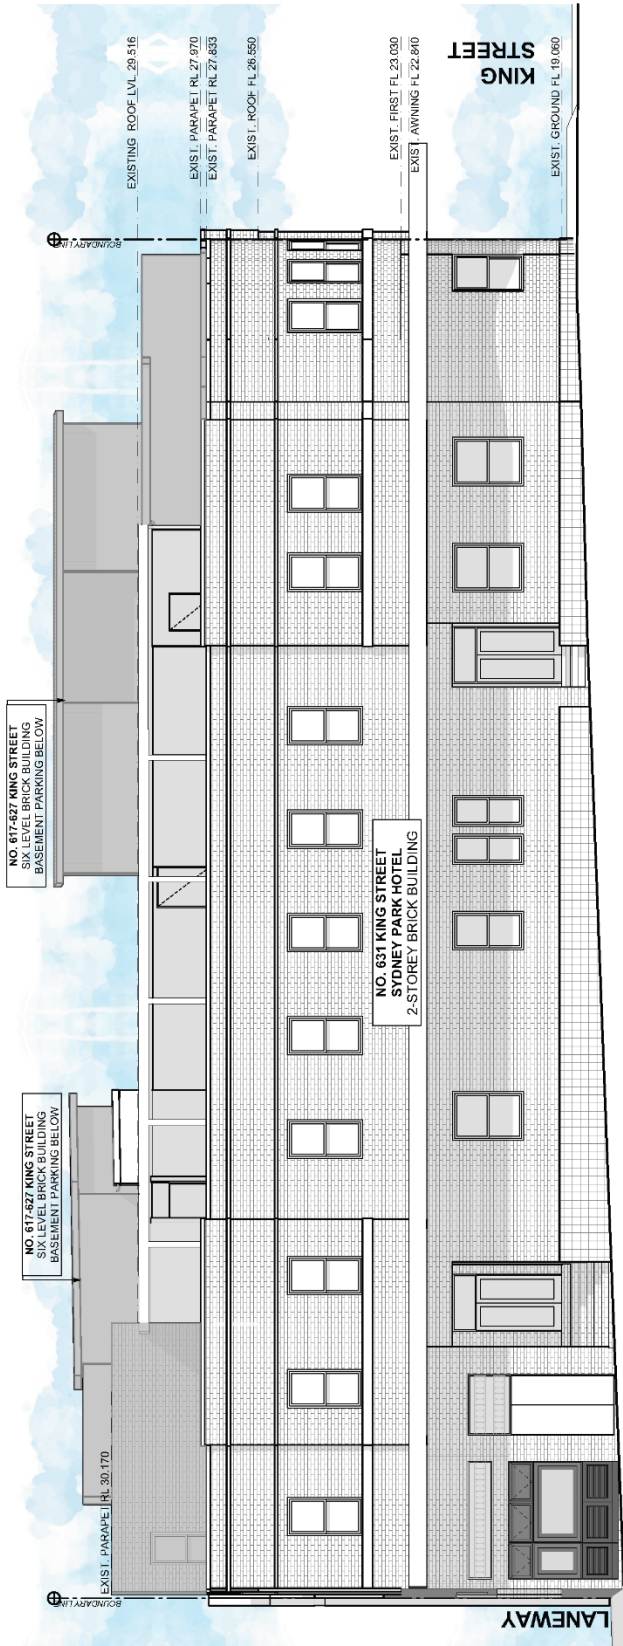 EXISTING ROOF LVL. 29.516
EXIST. PARAPET RL 27.970
EXIST. PARAPET RL 27.833
EXIST. ROOF FL 26.550
EXIST. FIRST FL 23.030
EXIST. AWNING FL 22.840
EXIST. GROUND FL 19.060
KING
STREET
BOUNDARY LINE
NO. 617-627 KING STREET
SIX LEVEL BRICK BUILDING
BASEMENT PARKING BELOW
NO. 631 KING STREET
SYDNEY PARK HOTEL
2-STOREY BRICK BUILDING
NO. 617-627 KING STREET
SIX LEVEL BRICK BUILDING
BASEMENT PARKING BELOW
EXIST. PARAPET RL 30.170
BOUNDARY LINE
LANEWAY